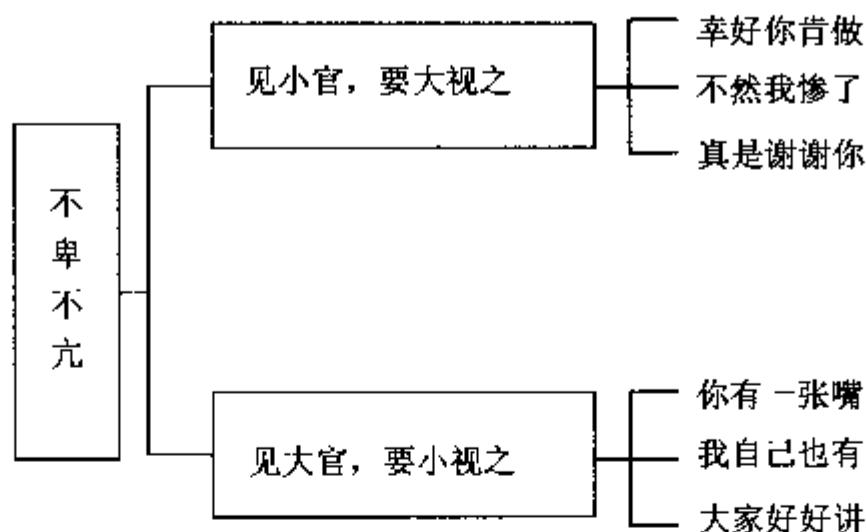 不卑不亢
见小官，要大视之
幸好你肯做
不然我惨了
真是谢谢你
见大官，要小视之
你有一张嘴
我自己也有
大家好好讲